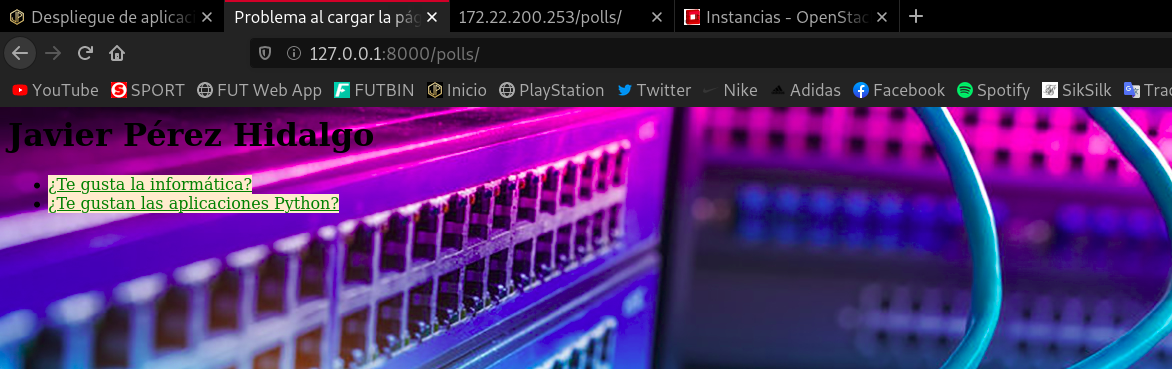 Despliegue de aplicac
Problema al cargar la pág
172.22.200.253/polls/
Instancias - OpenStac
127.0.0.1:8000/polls/
YouTube
SPORT
FUT Web App
FUTBIN
Inicio
PlayStation
Twitter
Nike
Adidas
Facebook
Spotify
SikSilk
Trac
Javier Pérez Hidalgo
¿Te gusta la informática?
¿Te gustan las aplicaciones Python?